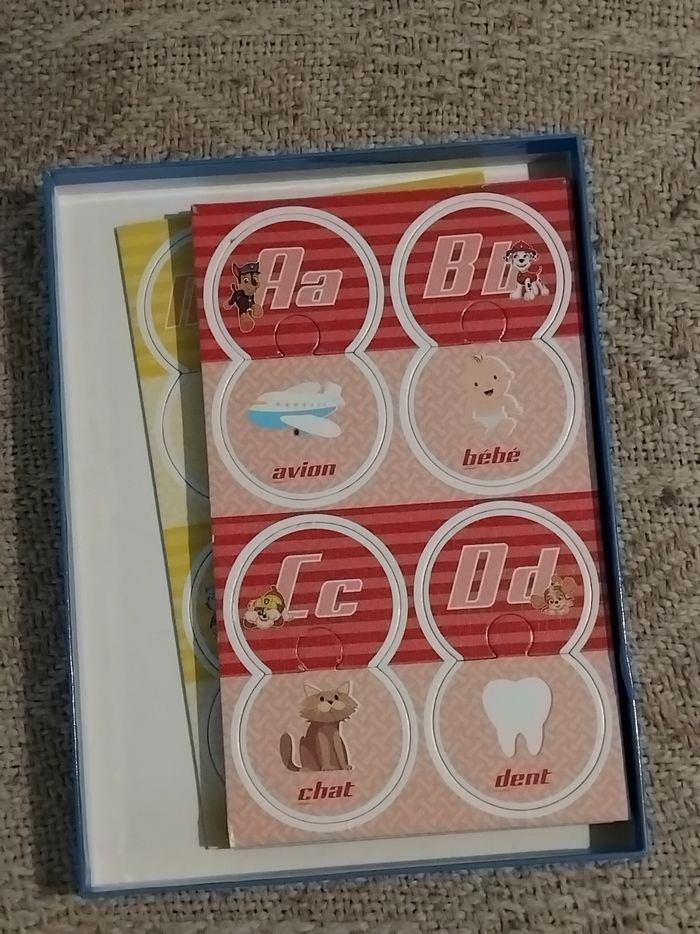 Aa
Bb
avion
bébé
Cc
Dd
chat
dent